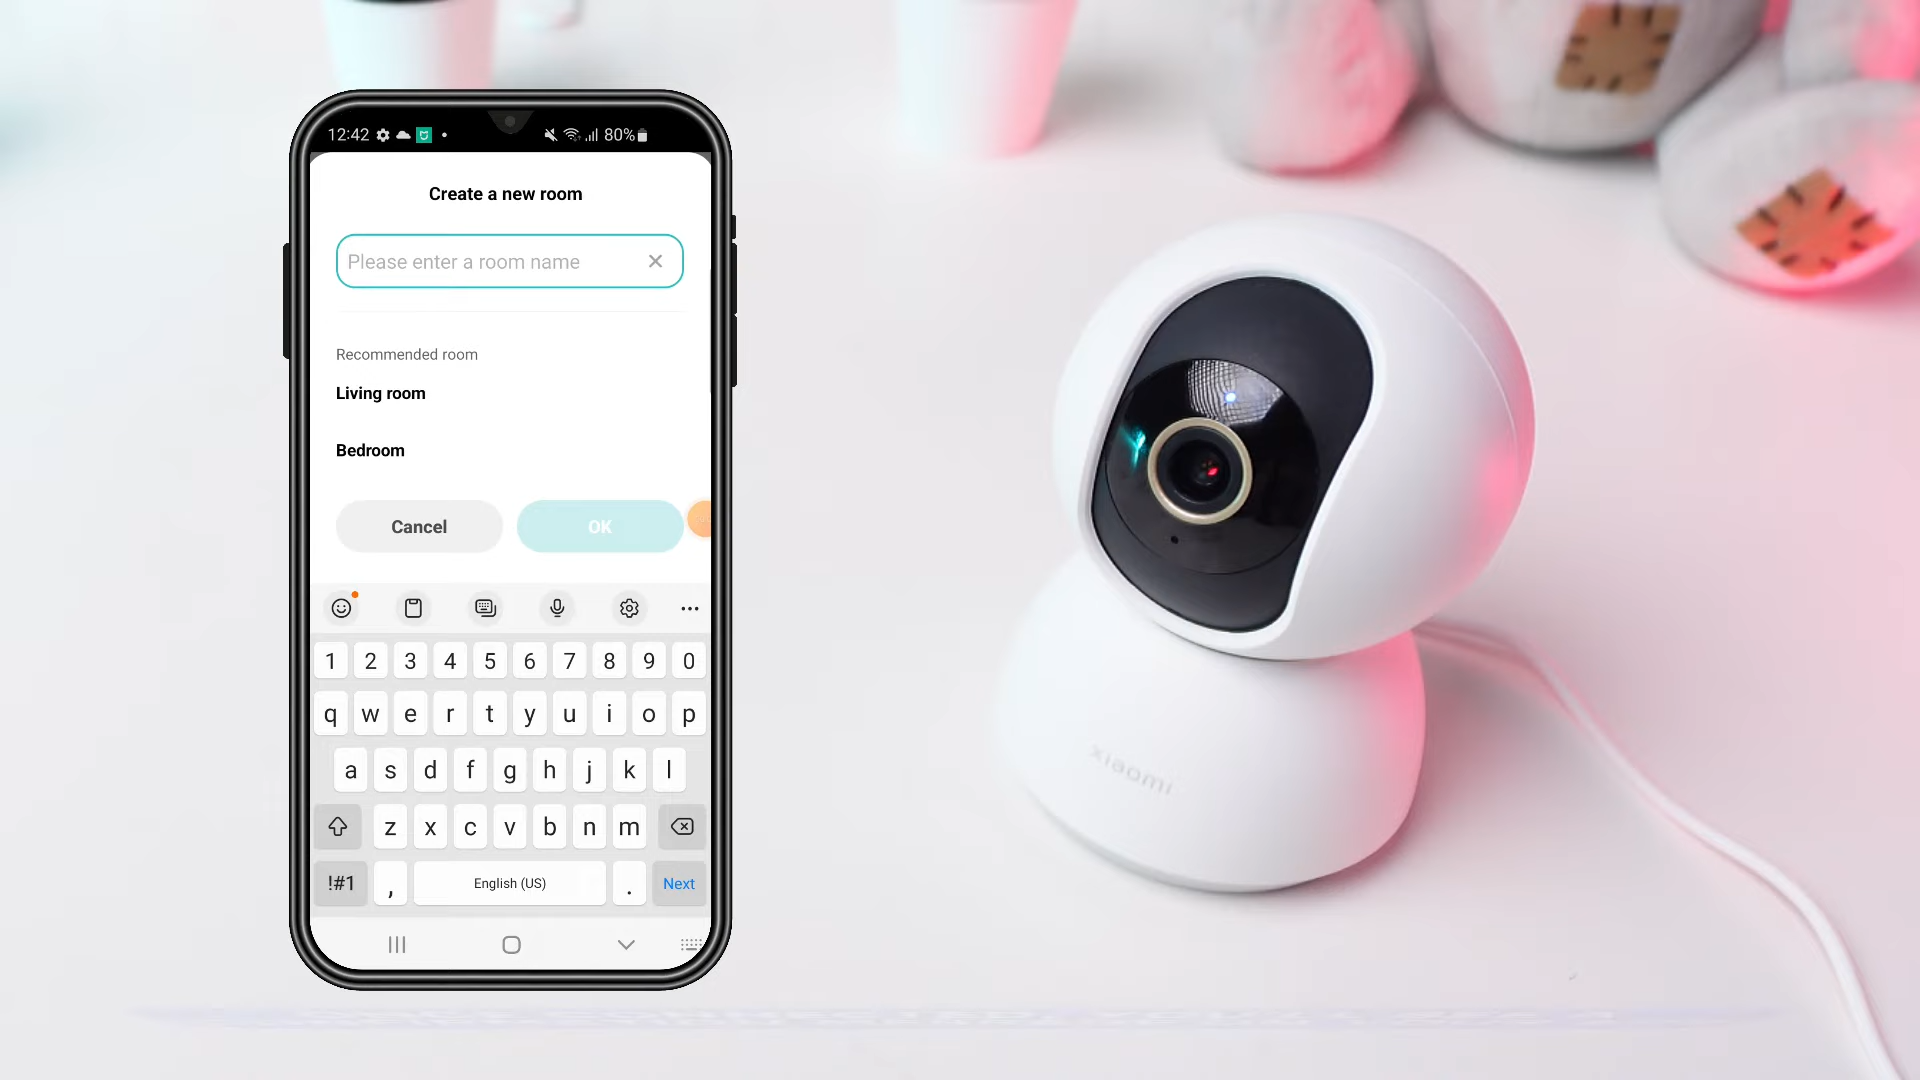 12:42 80%
Create a new room
Please enter a room name
Recommended room
Living room
Bedroom
Cancel OK
1 2 3 4 5 6 7 8 9 0
q w e r t y u i o p
a s d f g h j k l
z x c v b n m
!#1 , English (US) . Next
xiaomi